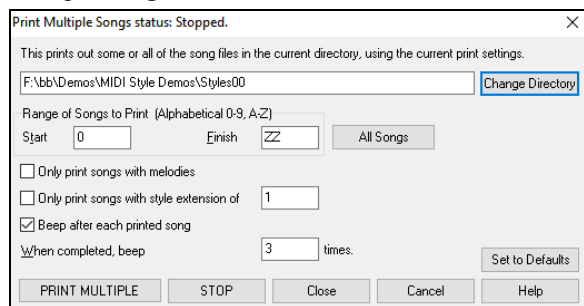 Print Multiple Songs status: Stopped.
This prints out some or all of the song files in the current directory, using the current print settings.
F:\bb\Demos\MIDI Style Demos\Styles00 Change Directory
Range of Songs to Print (Alphabetical 0-9, A-Z)
Start 0 Finish ZZ All Songs
Only print songs with melodies
Only print songs with style extension of 1
Beep after each printed song
When completed, beep 3 times.
Set to Defaults
PRINT MULTIPLE STOP Close Cancel Help